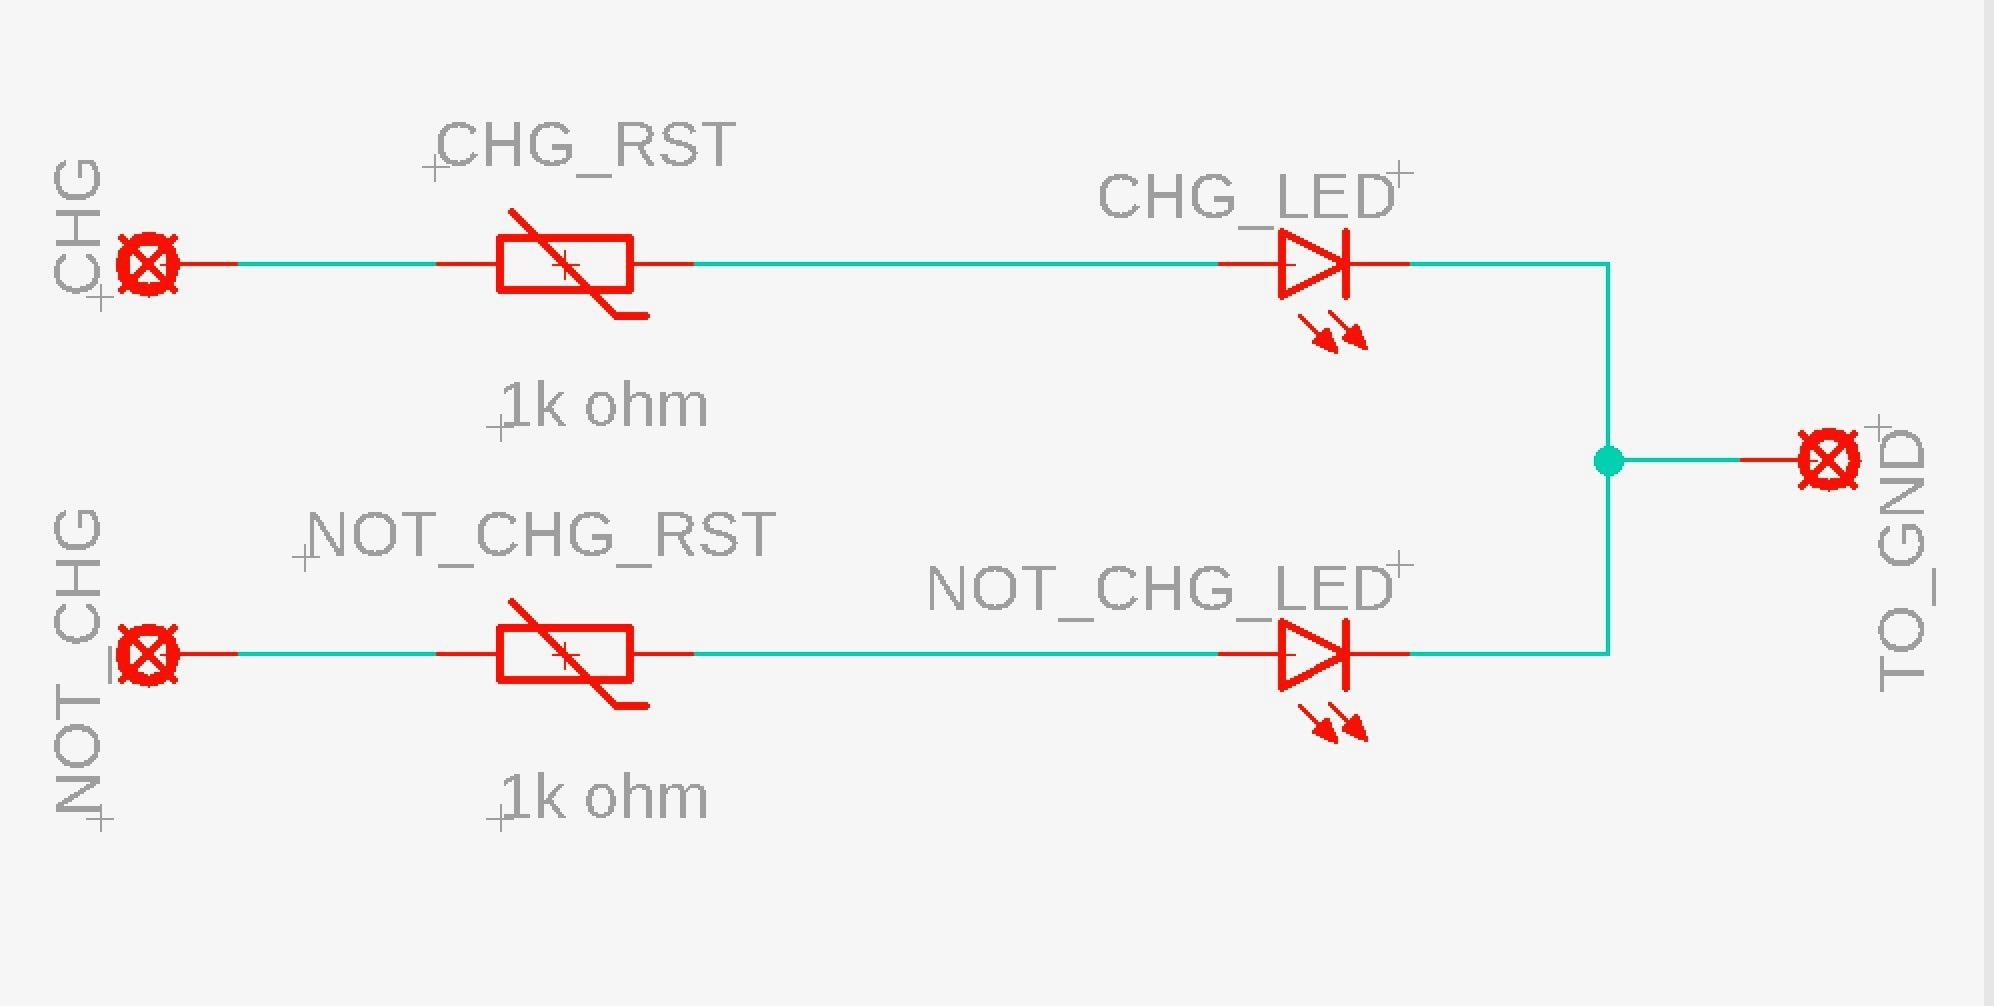 CHG
CHG_RST
CHG_LED
1k ohm
NOT_CHG
NOT_CHG_RST
NOT_CHG_LED
1k ohm
TO_GND